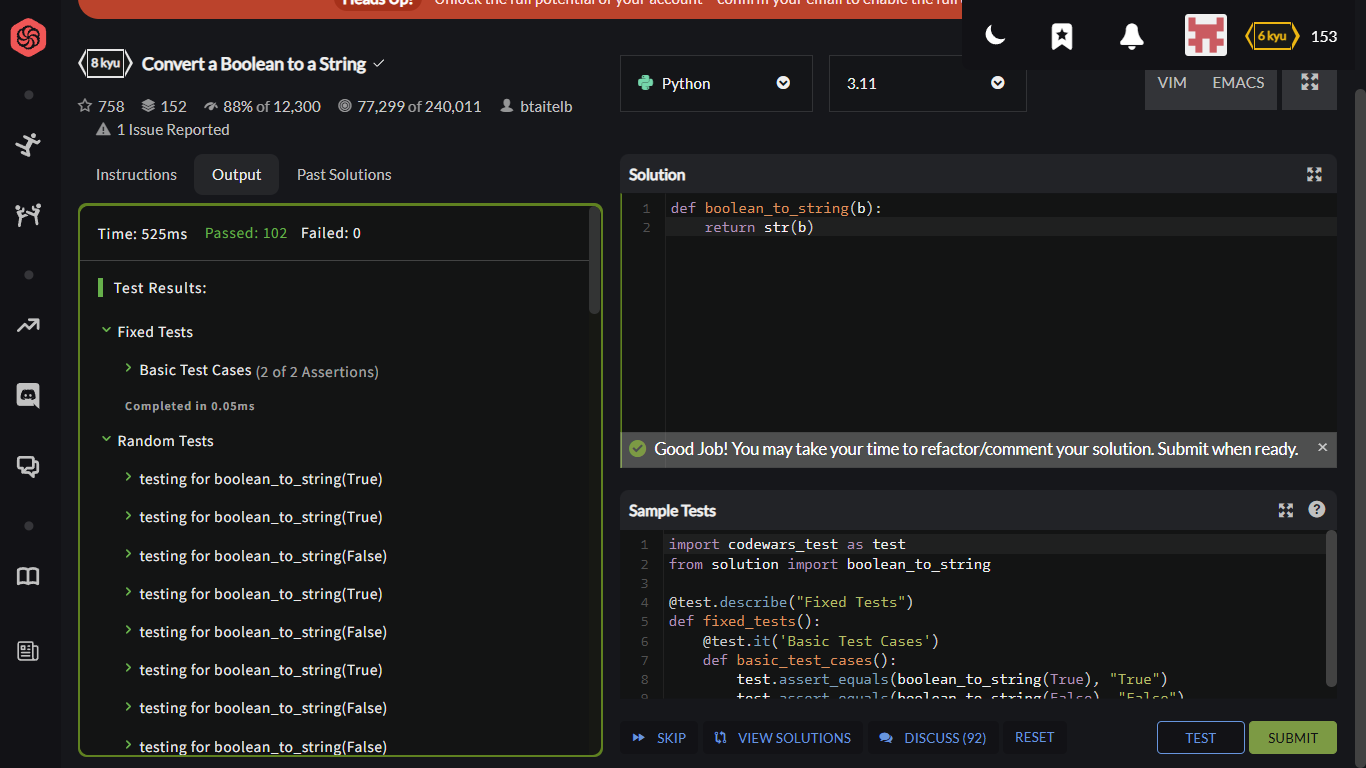 Heads Up! Unlock the full potential of your account - confirm your email to enable the full
6 kyu 153
8 kyu Convert a Boolean to a String
758 152 88% of 12,300 77,299 of 240,011 btaitelb
1 Issue Reported
Python 3.11 VIM EMACS
Instructions Output Past Solutions
Time: 525ms Passed: 102 Failed: 0
Test Results:
Fixed Tests
Basic Test Cases (2 of 2 Assertions)
Completed in 0.05ms
Random Tests
testing for boolean_to_string(True)
testing for boolean_to_string(True)
testing for boolean_to_string(False)
testing for boolean_to_string(True)
testing for boolean_to_string(False)
testing for boolean_to_string(True)
testing for boolean_to_string(False)
testing for boolean_to_string(False)
Solution
1 def boolean_to_string(b):
2     return str(b)
Good Job! You may take your time to refactor/comment your solution. Submit when ready.
Sample Tests
1 import codewars_test as test
2 from solution import boolean_to_string
3
4 @test.describe("Fixed Tests")
5 def fixed_tests():
6     @test.it('Basic Test Cases')
7     def basic_test_cases():
8         test.assert_equals(boolean_to_string(True), "True")
9         test.assert_equals(boolean_to_string(False), "False")
SKIP VIEW SOLUTIONS DISCUSS (92) RESET TEST SUBMIT